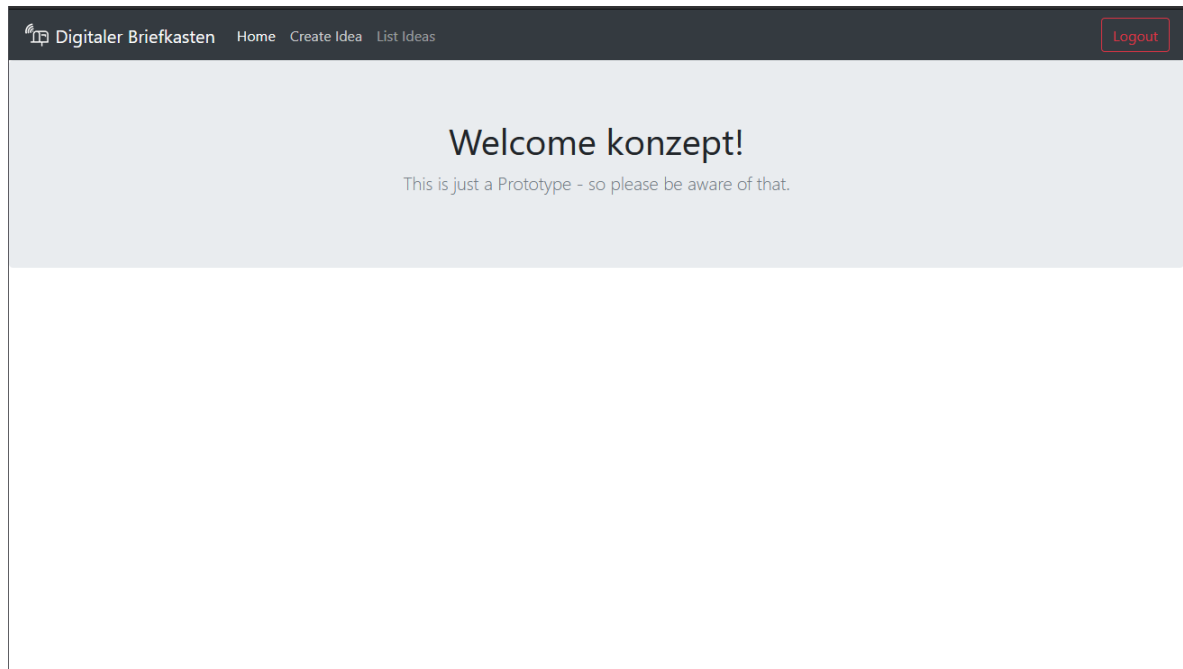 Digitaler Briefkasten Home Create Idea List Ideas Logout
Welcome konzept!
This is just a Prototype - so please be aware of that.